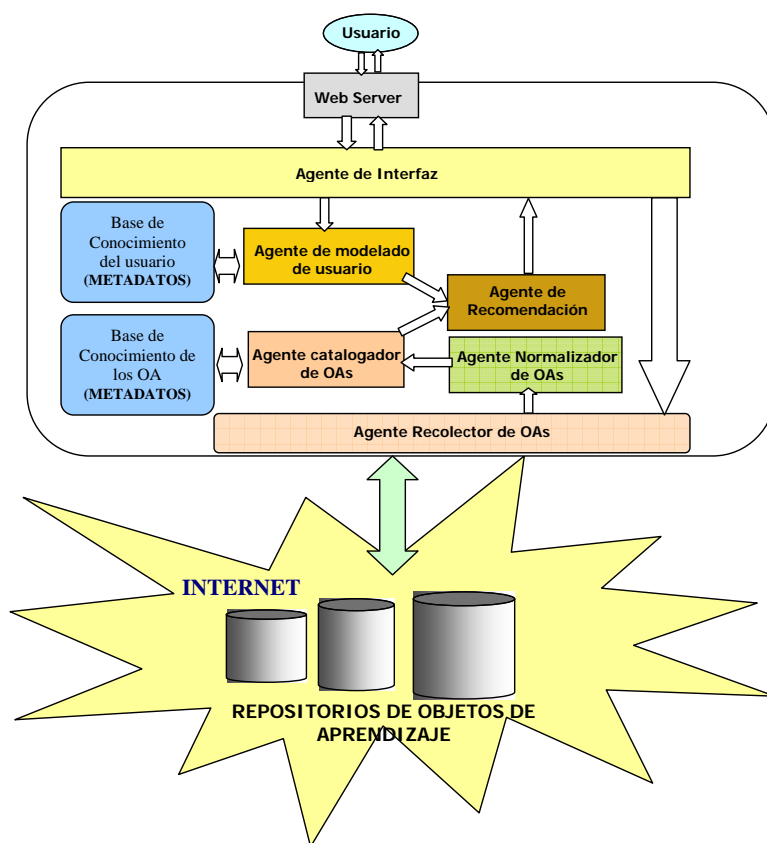 Usuario
Web Server
Agente de Interfaz
Base de
Conocimiento
del usuario
(METADATOS)
Agente de modelado
de usuario
Agente de
Recomendación
Base de
Conocimiento de
los OA
(METADATOS)
Agente catalogador
de OAs
Agente Normalizador
de OAs
Agente Recolector de OAs
INTERNET
REPOSITORIOS DE OBJETOS DE
APRENDIZAJE